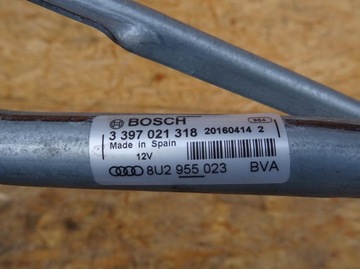 BOSCH
3 397 021 318 20160414 2
Made in Spain
12V
8U2 955 023 BVA